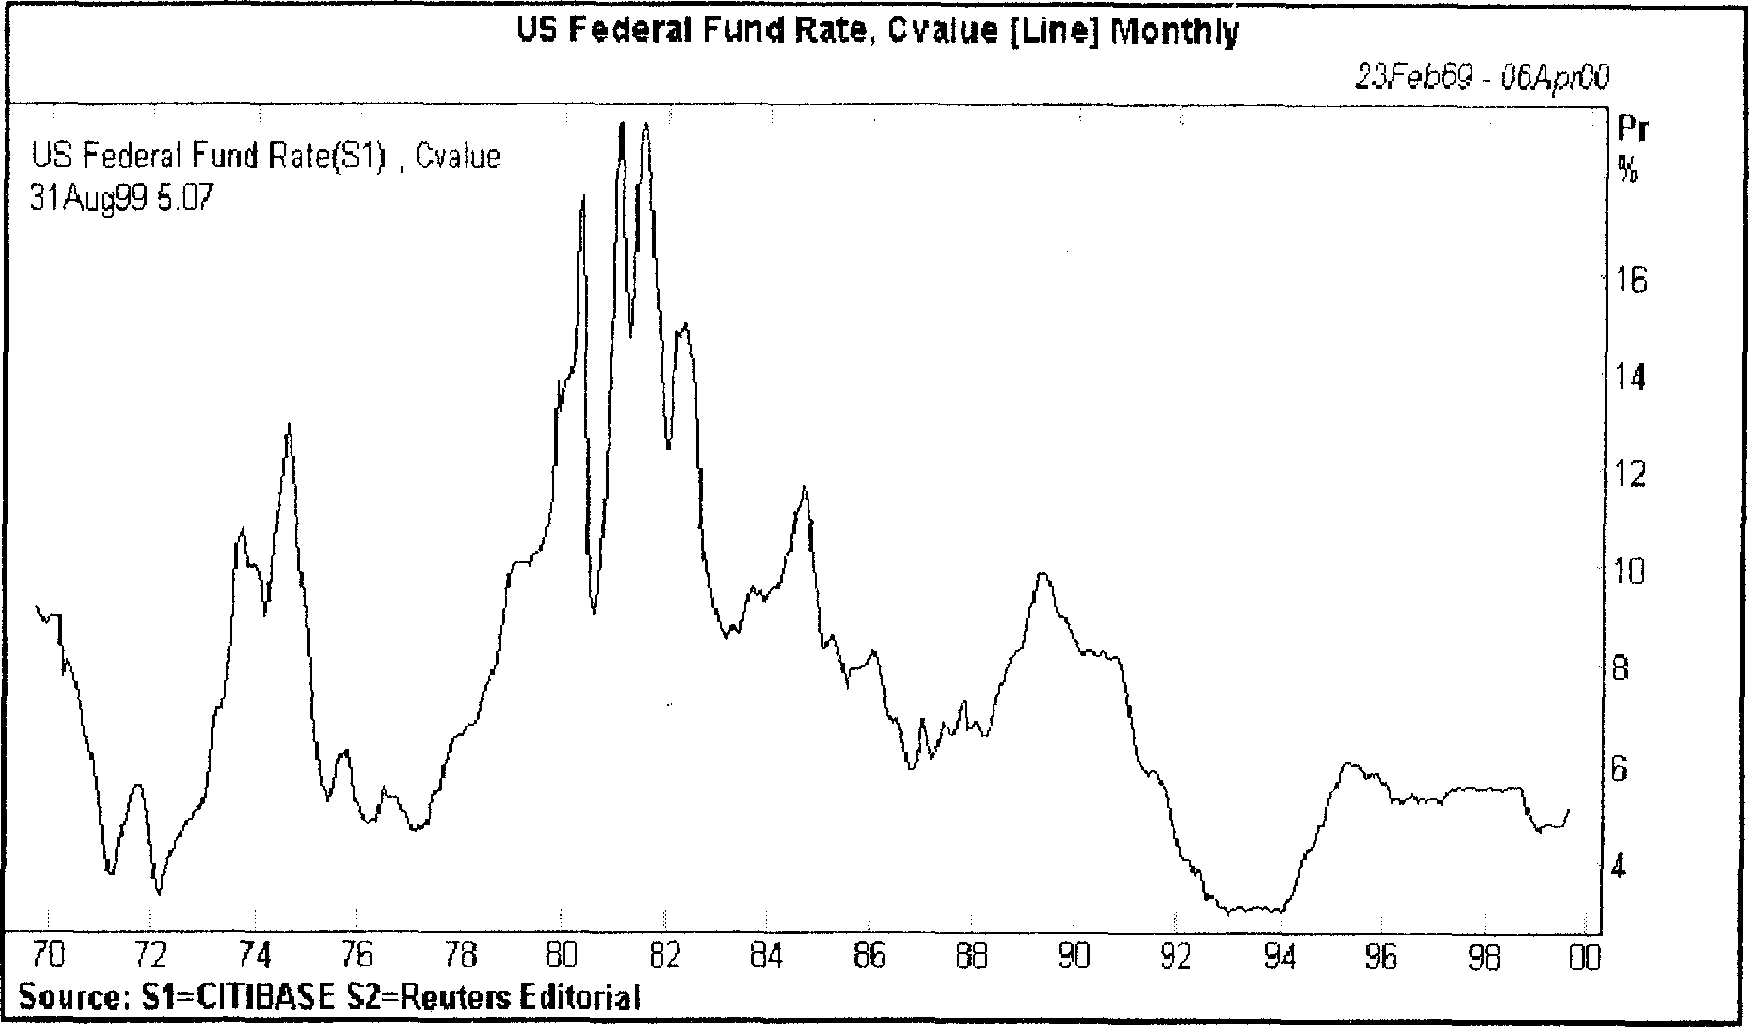 US Federal Fund Rate, Cvalue [Line] Monthly
23Feb69 - 06Apr00
Pr
%
US Federal Fund Rate(S1) , Cvalue
31Aug99 5.07
16
14
12
10
8
6
4
70 72 74 76 78 80 82 84 86 88 90 92 94 96 98 00
Source: S1=CITIBASE S2=Reuters Editorial